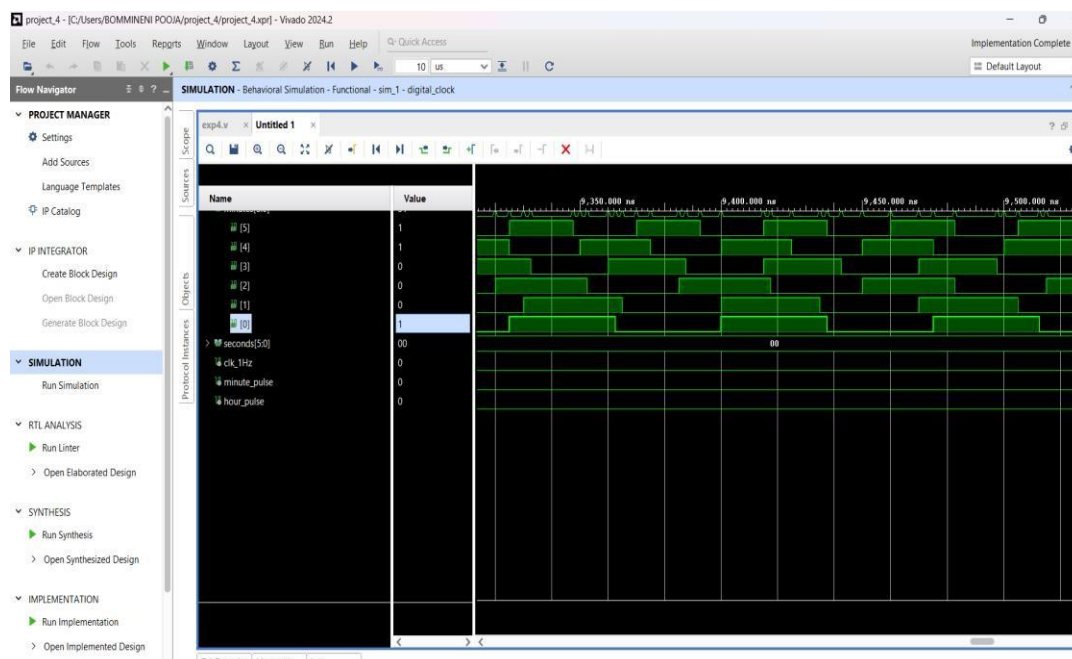 project_4 - [C:/Users/BOMMINENI POOJA/project_4/project_4.xpr] - Vivado 2024.2
File Edit Flow Tools Reports Window Layout View Run Help Q- Quick Access Implementation Complete
10 us Default Layout
Flow Navigator SIMULATION - Behavioral Simulation - Functional - sim_1 - digital_clock
PROJECT MANAGER
Settings
Add Sources
Language Templates
IP Catalog
IP INTEGRATOR
Create Block Design
Open Block Design
Generate Block Design
SIMULATION
Run Simulation
RTL ANALYSIS
Run Linter
Open Elaborated Design
SYNTHESIS
Run Synthesis
Open Synthesized Design
IMPLEMENTATION
Run Implementation
Open Implemented Design
Scope
Sources
Objects
Protocol Instances
exp4.v × Untitled 1 ×
Name Value
9,350.000 ns 9,400.000 ns 9,450.000 ns 9,500.000 ns
[5] 1
[4] 1
[3] 0
[2] 0
[1] 0
[0] 1
seconds[5:0] 00 00
clk_1Hz 0
minute_pulse 0
hour_pulse 0